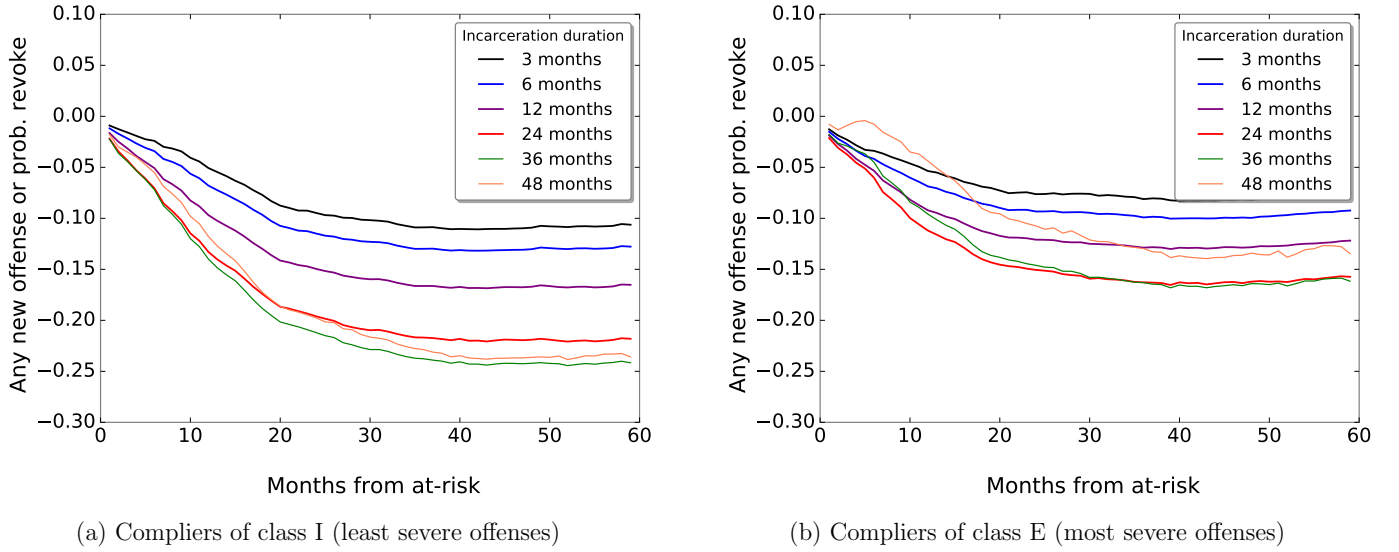 0.10
0.05
0.00
−0.05
−0.10
−0.15
−0.20
−0.25
−0.30
Any new offense or prob. revoke
Incarceration duration
3 months
6 months
12 months
24 months
36 months
48 months
0 10 20 30 40 50 60
Months from at-risk
(a) Compliers of class I (least severe offenses)
0.10
0.05
0.00
−0.05
−0.10
−0.15
−0.20
−0.25
−0.30
Any new offense or prob. revoke
Incarceration duration
3 months
6 months
12 months
24 months
36 months
48 months
0 10 20 30 40 50 60
Months from at-risk
(b) Compliers of class E (most severe offenses)